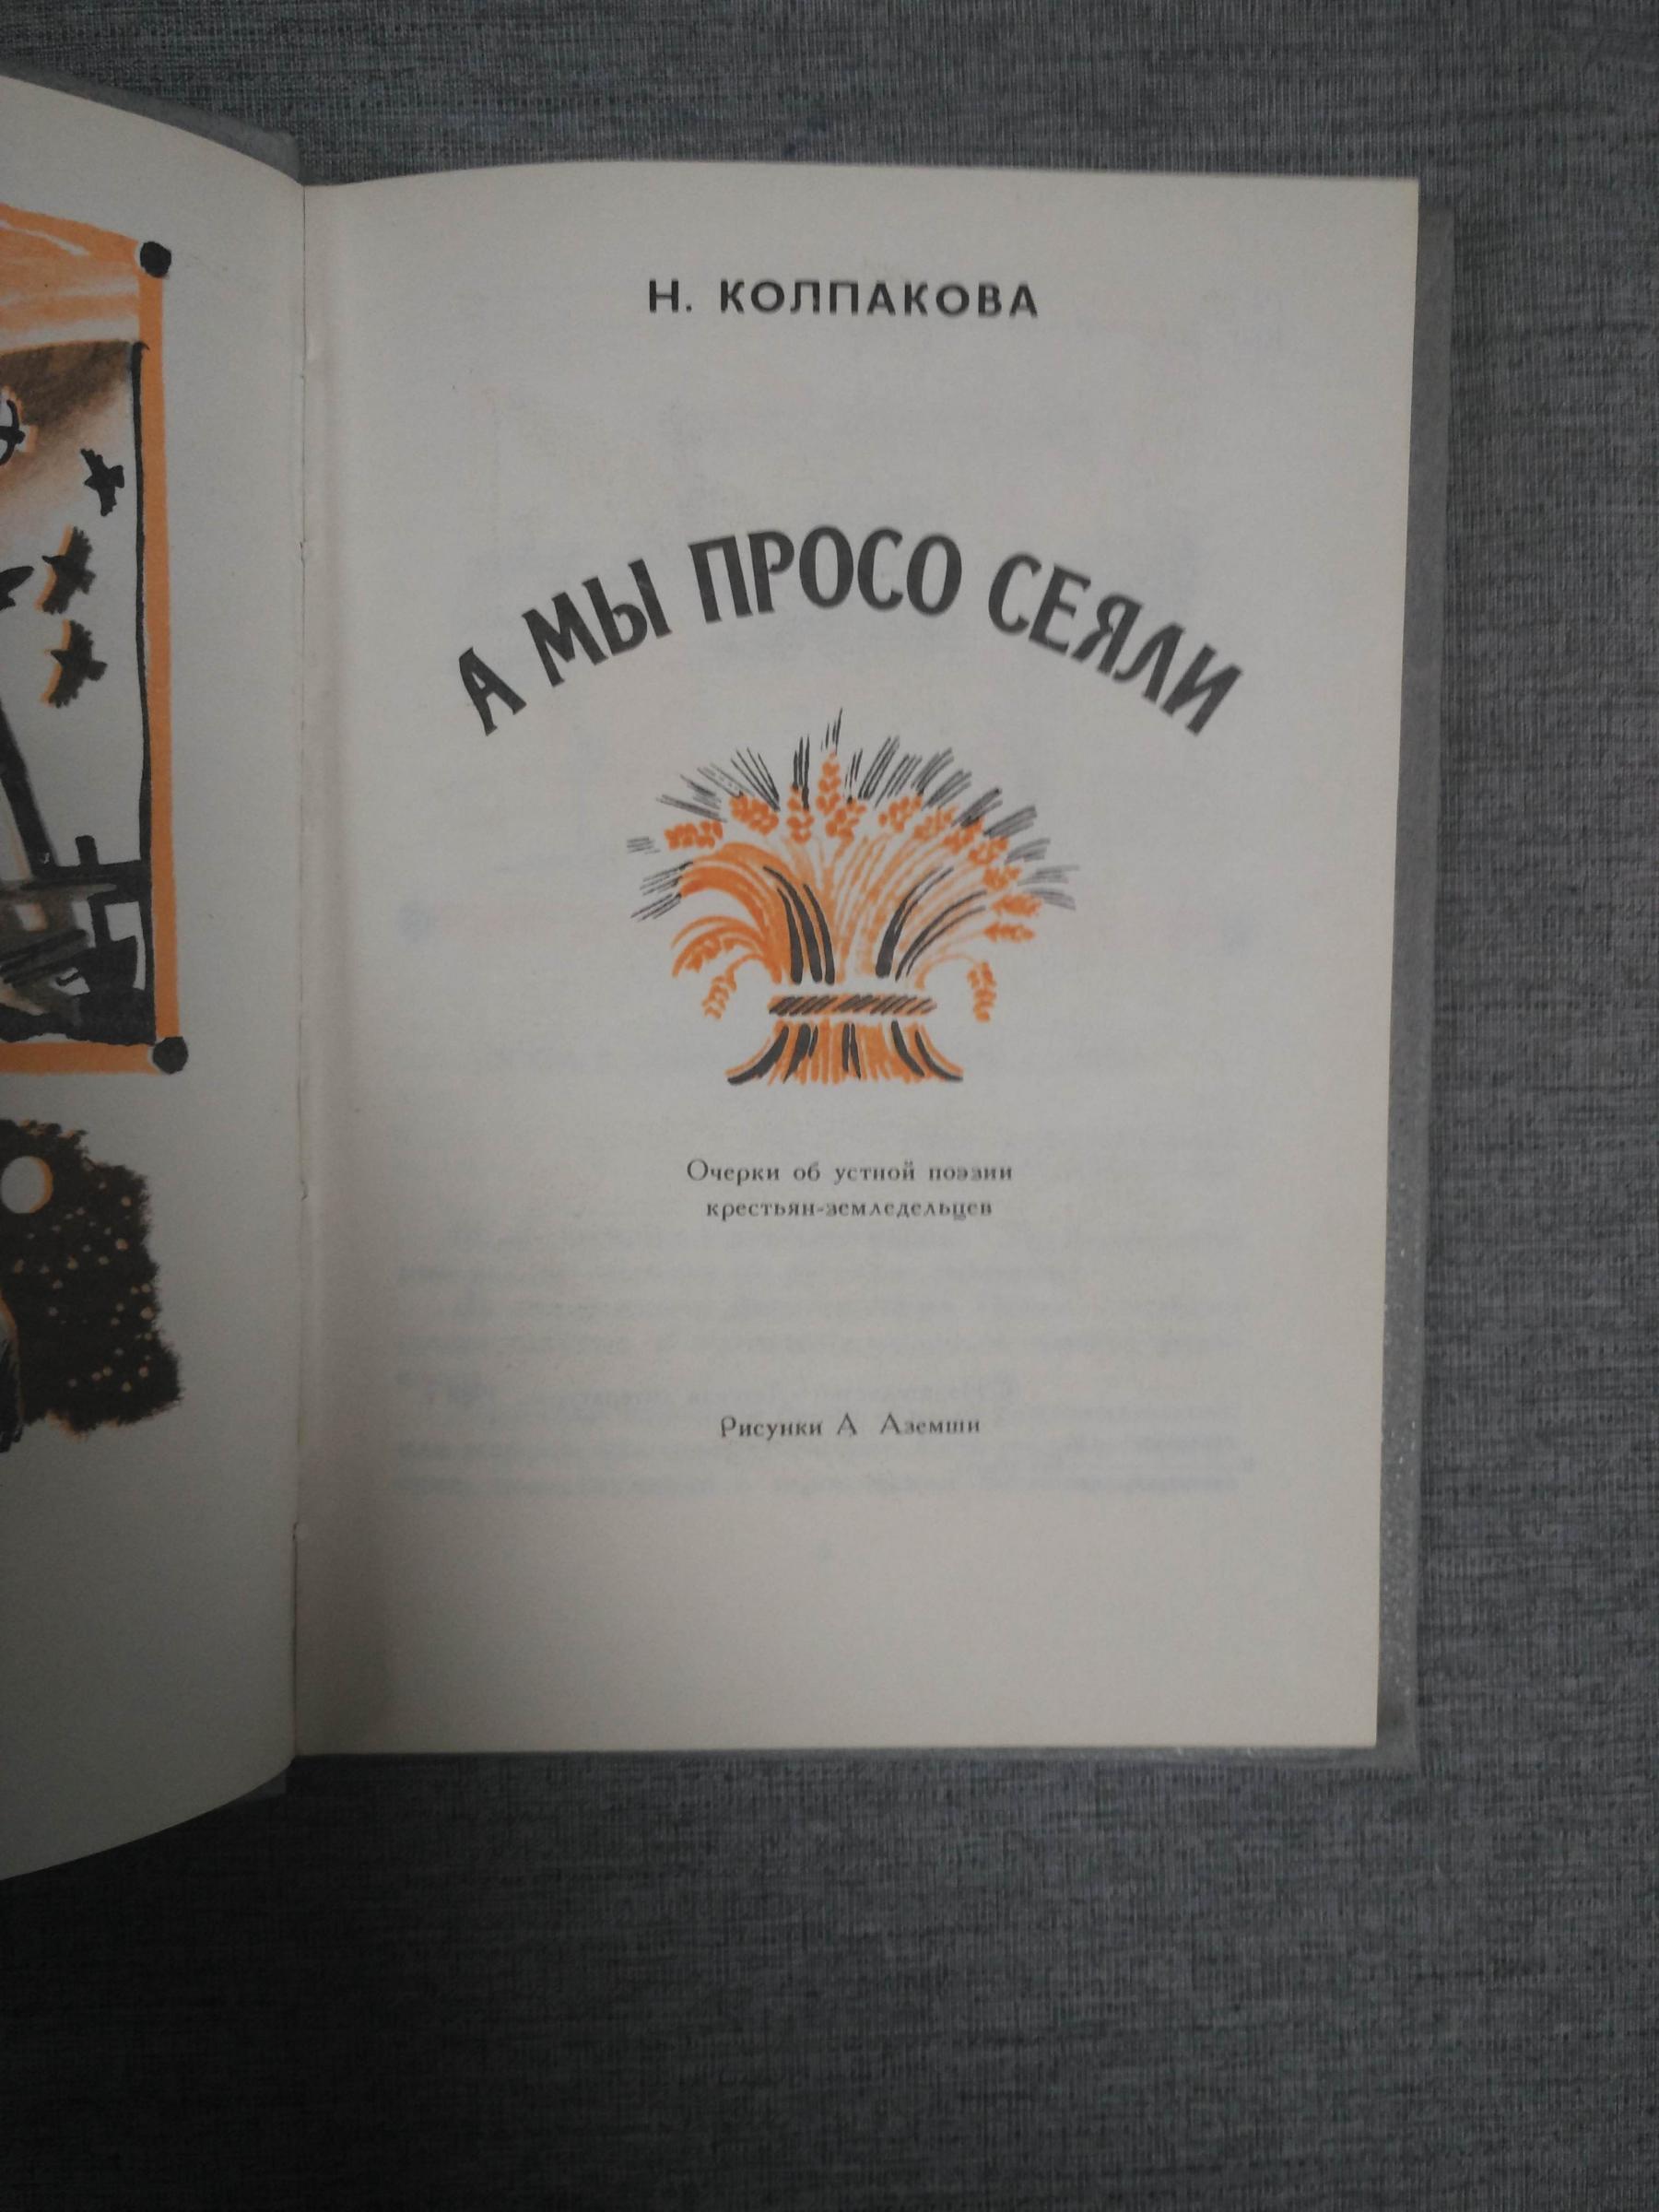 Н. КОЛПАКОВА
А МЫ ПРОСО СЕЯЛИ
Очерки об устной поэзии
крестьян-земледельцев
Рисунки А Аземши